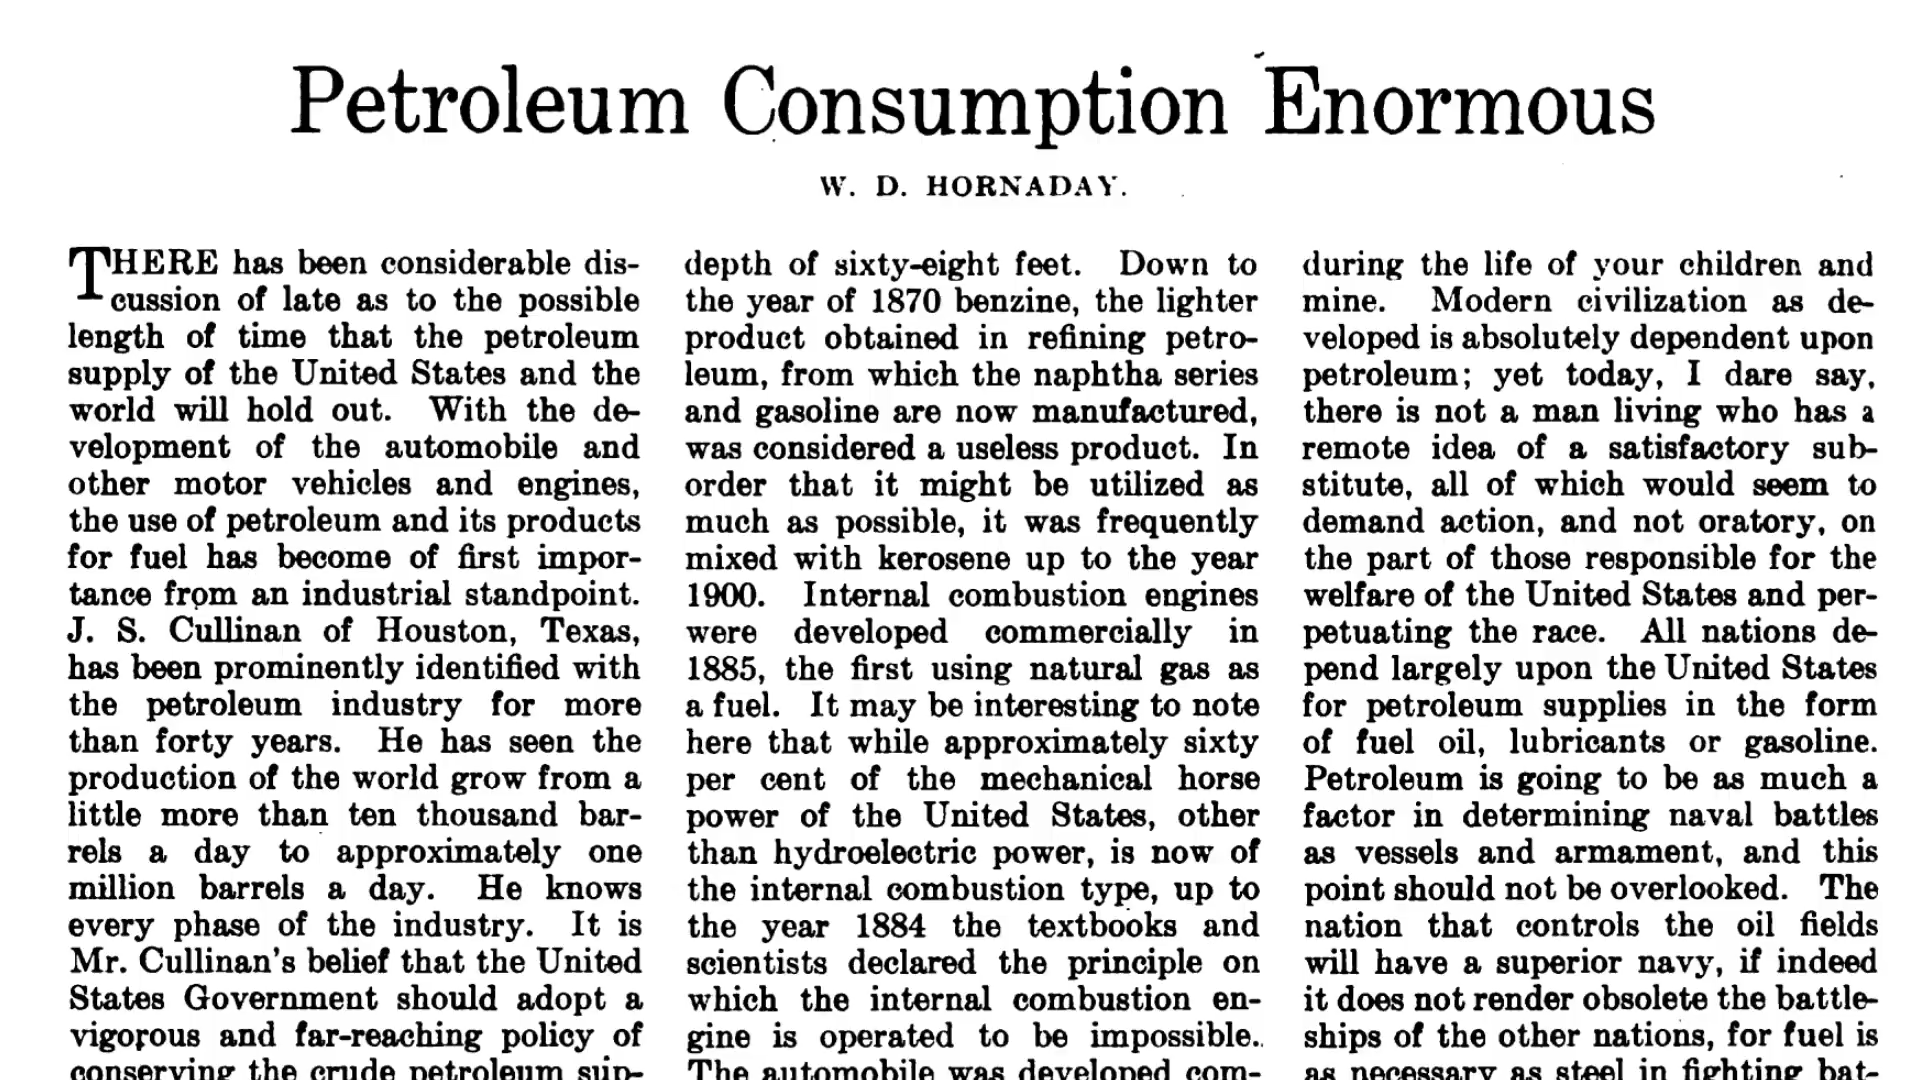 Petroleum Consumption Enormous
W. D. HORNADAY.
THERE has been considerable dis-
cussion of late as to the possible
length of time that the petroleum
supply of the United States and the
world will hold out. With the de-
velopment of the automobile and
other motor vehicles and engines,
the use of petroleum and its products
for fuel has become of first impor-
tance from an industrial standpoint.
J. S. Cullinan of Houston, Texas,
has been prominently identified with
the petroleum industry for more
than forty years. He has seen the
production of the world grow from a
little more than ten thousand bar-
rels a day to approximately one
million barrels a day. He knows
every phase of the industry. It is
Mr. Cullinan's belief that the United
States Government should adopt a
vigorous and far-reaching policy of
conserving the crude petroleum sup-
depth of sixty-eight feet. Down to
the year of 1870 benzine, the lighter
product obtained in refining petro-
leum, from which the naphtha series
and gasoline are now manufactured,
was considered a useless product. In
order that it might be utilized as
much as possible, it was frequently
mixed with kerosene up to the year
1900. Internal combustion engines
were developed commercially in
1885, the first using natural gas as
a fuel. It may be interesting to note
here that while approximately sixty
per cent of the mechanical horse
power of the United States, other
than hydroelectric power, is now of
the internal combustion type, up to
the year 1884 the textbooks and
scientists declared the principle on
which the internal combustion en-
gine is operated to be impossible.
The automobile was developed com-
during the life of your children and
mine. Modern civilization as de-
veloped is absolutely dependent upon
petroleum; yet today, I dare say,
there is not a man living who has a
remote idea of a satisfactory sub-
stitute, all of which would seem to
demand action, and not oratory, on
the part of those responsible for the
welfare of the United States and per-
petuating the race. All nations de-
pend largely upon the United States
for petroleum supplies in the form
of fuel oil, lubricants or gasoline.
Petroleum is going to be as much a
factor in determining naval battles
as vessels and armament, and this
point should not be overlooked. The
nation that controls the oil fields
will have a superior navy, if indeed
it does not render obsolete the battle-
ships of the other nations, for fuel is
as necessary as steel in fighting bat-